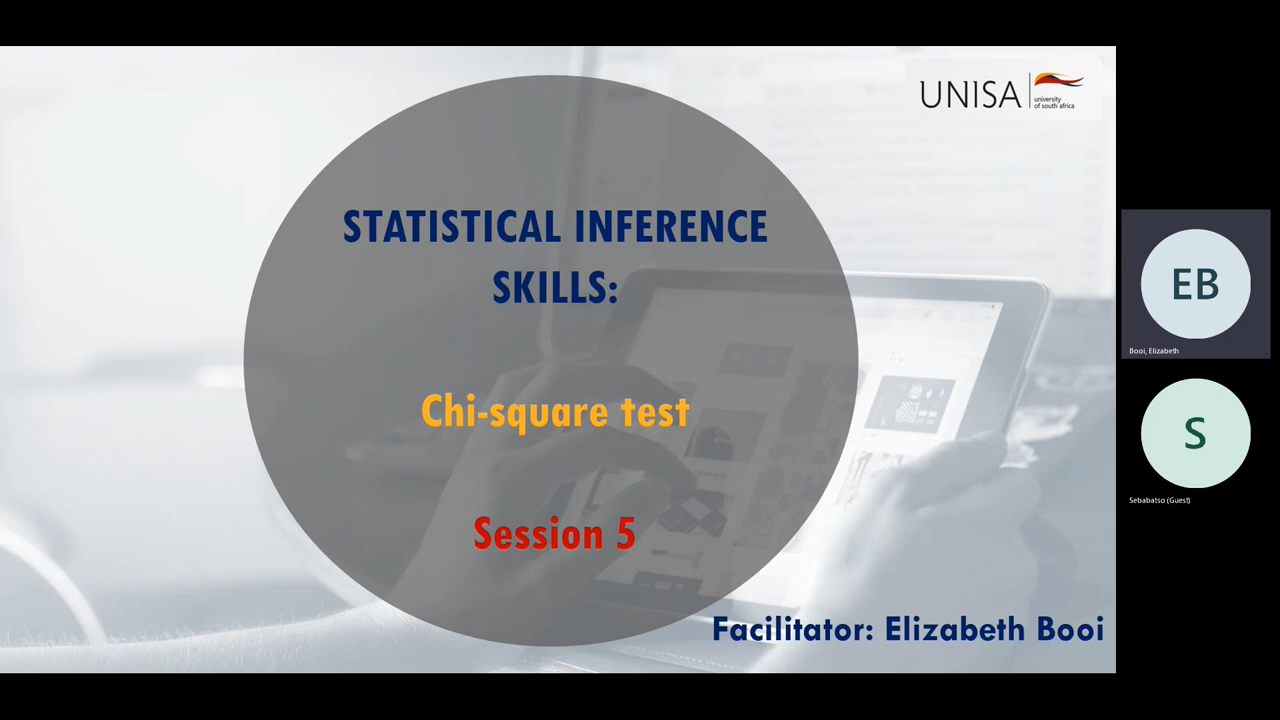 UNISA
university
of south africa
STATISTICAL INFERENCE
SKILLS:
Chi-square test
Session 5
Facilitator: Elizabeth Booi
EB
Booi, Elizabeth
S
Sebabatso (Guest)